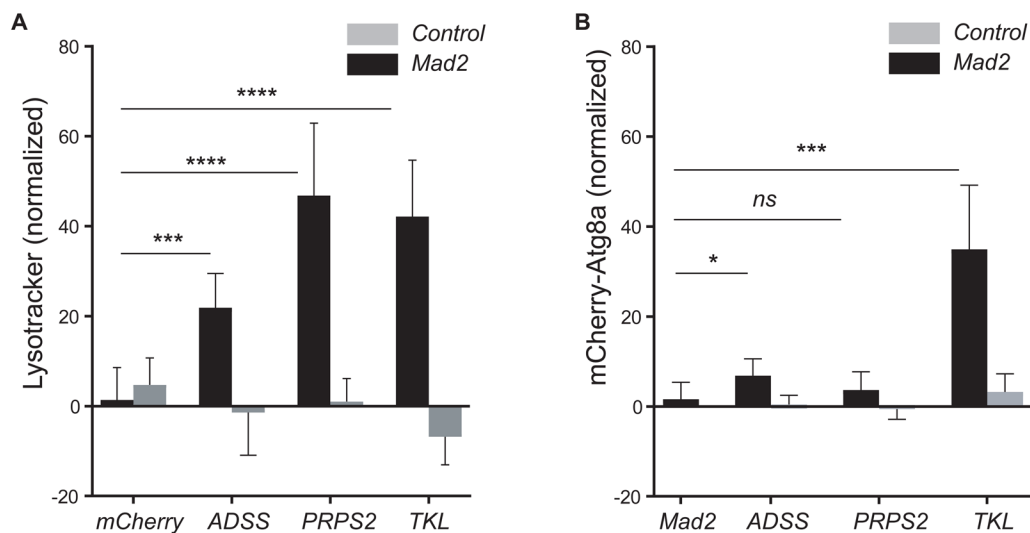 A
Control
Mad2
Lysotracker (normalized)
80
60
40
20
0
-20
****
****
***
mCherry ADSS PRPS2 TKL
B
Control
Mad2
mCherry-Atg8a (normalized)
80
60
40
20
0
-20
***
ns
*
Mad2 ADSS PRPS2 TKL